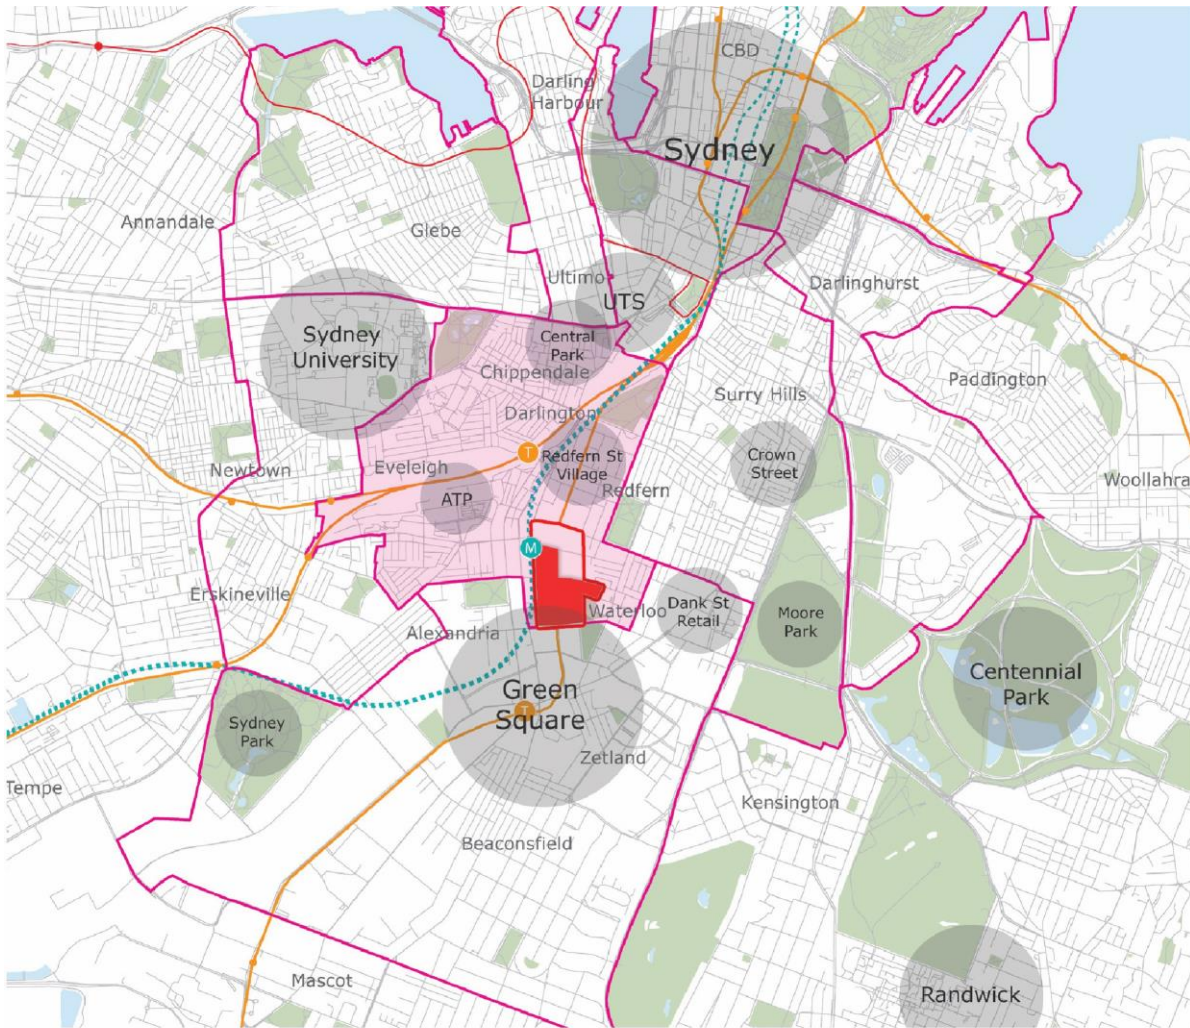 CBD
Darling
Harbour
Sydney
Annandale
Glebe
Ultimo
Darlinghurst
UTS
Sydney
University
Central
Park
Chippendale
Paddington
Surry Hills
Darlington
T
Redfern St
Village
Crown
Street
Newtown
Eveleigh
Woollahra
ATP
Redfern
M
Erskineville
Waterloo
Dank St
Retail
Moore
Park
Alexandria
Centennial
Park
Green
Square
T
Sydney
Park
Zetland
Tempe
Kensington
Beaconsfield
Mascot
Randwick